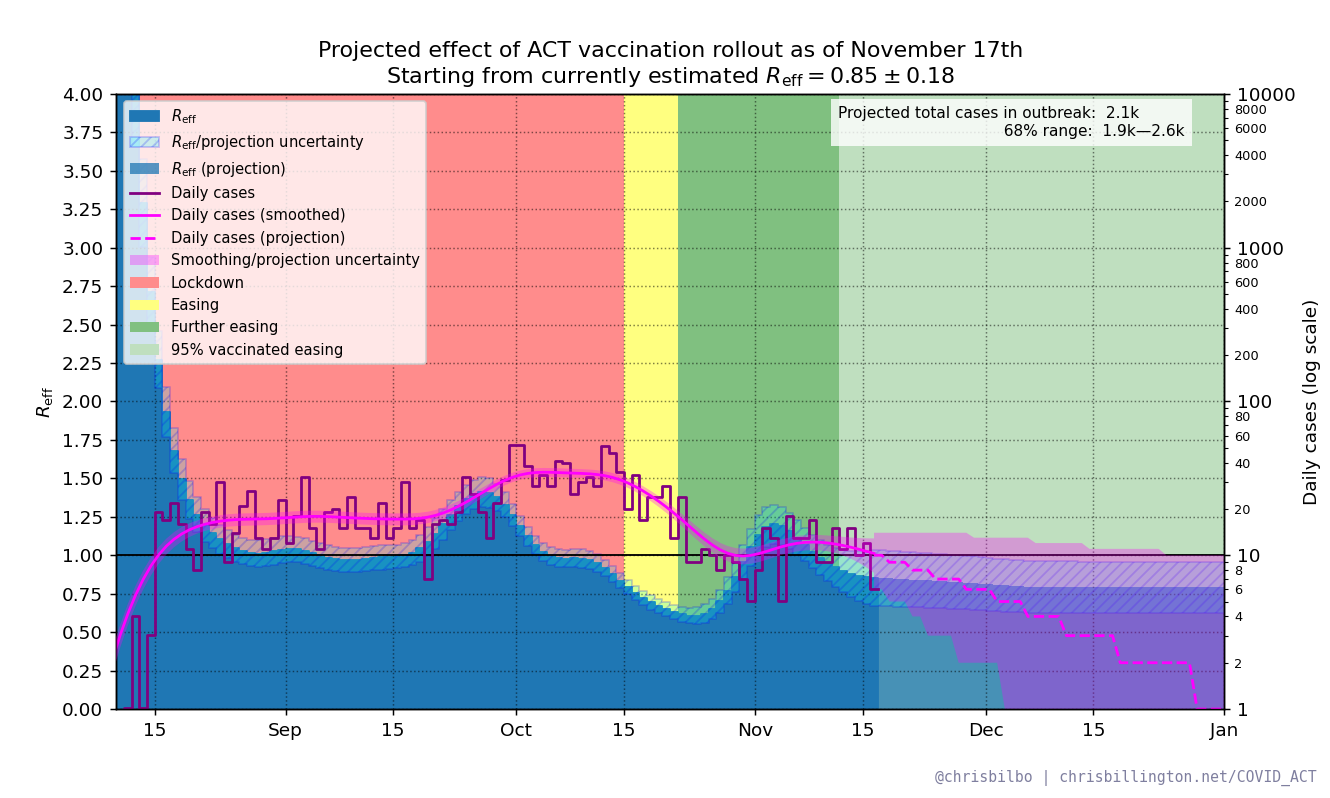 Projected effect of ACT vaccination rollout as of November 17th
Starting from currently estimated R_eff = 0.85 ± 0.18
4.00
3.75
3.50
3.25
3.00
2.75
2.50
2.25
2.00
1.75
1.50
1.25
1.00
0.75
0.50
0.25
0.00
R_eff
R_eff
R_eff/projection uncertainty
R_eff (projection)
Daily cases
Daily cases (smoothed)
Daily cases (projection)
Smoothing/projection uncertainty
Lockdown
Easing
Further easing
95% vaccinated easing
Projected total cases in outbreak: 2.1k
68% range: 1.9k—2.6k
10000
8000
6000
4000
2000
1000
800
600
400
200
100
80
60
40
20
10
8
6
4
2
1
Daily cases (log scale)
15 Sep 15 Oct 15 Nov 15 Dec 15 Jan
@chrisbilbo | chrisbillington.net/COVID_ACT